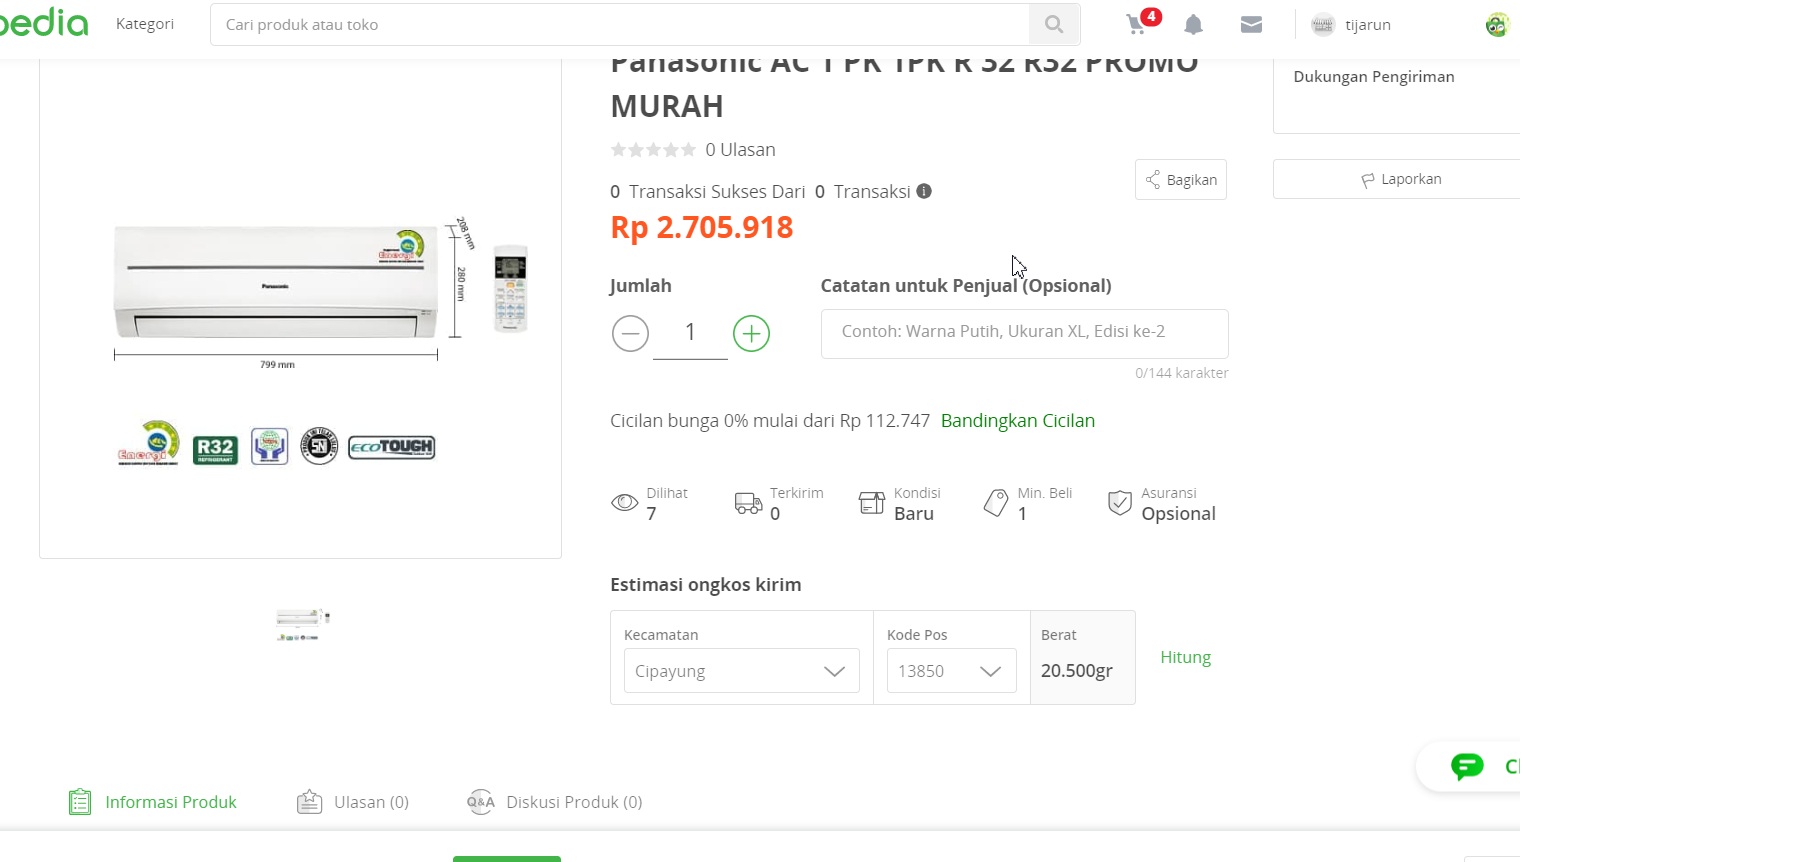 pedia
Kategori
Cari produk atau toko
4
tijarun
Panasonic AC 1 PK 1PK R 32 R32 PROMO
MURAH
0 Ulasan
0 Transaksi Sukses Dari 0 Transaksi
Bagikan
Rp 2.705.918
Dukungan Pengiriman
Laporkan
208 mm
280 mm
Energi
Panasonic
799 mm
Energi
R32
REFRIGERANT
SNI
ecoTOUGH
Jumlah
1
Catatan untuk Penjual (Opsional)
Contoh: Warna Putih, Ukuran XL, Edisi ke-2
0/144 karakter
Cicilan bunga 0% mulai dari Rp 112.747 Bandingkan Cicilan
Dilihat
7
Terkirim
0
Kondisi
Baru
Min. Beli
1
Asuransi
Opsional
Estimasi ongkos kirim
Kecamatan
Cipayung
Kode Pos
13850
Berat
20.500gr
Hitung
Informasi Produk
Ulasan (0)
Q&A
Diskusi Produk (0)